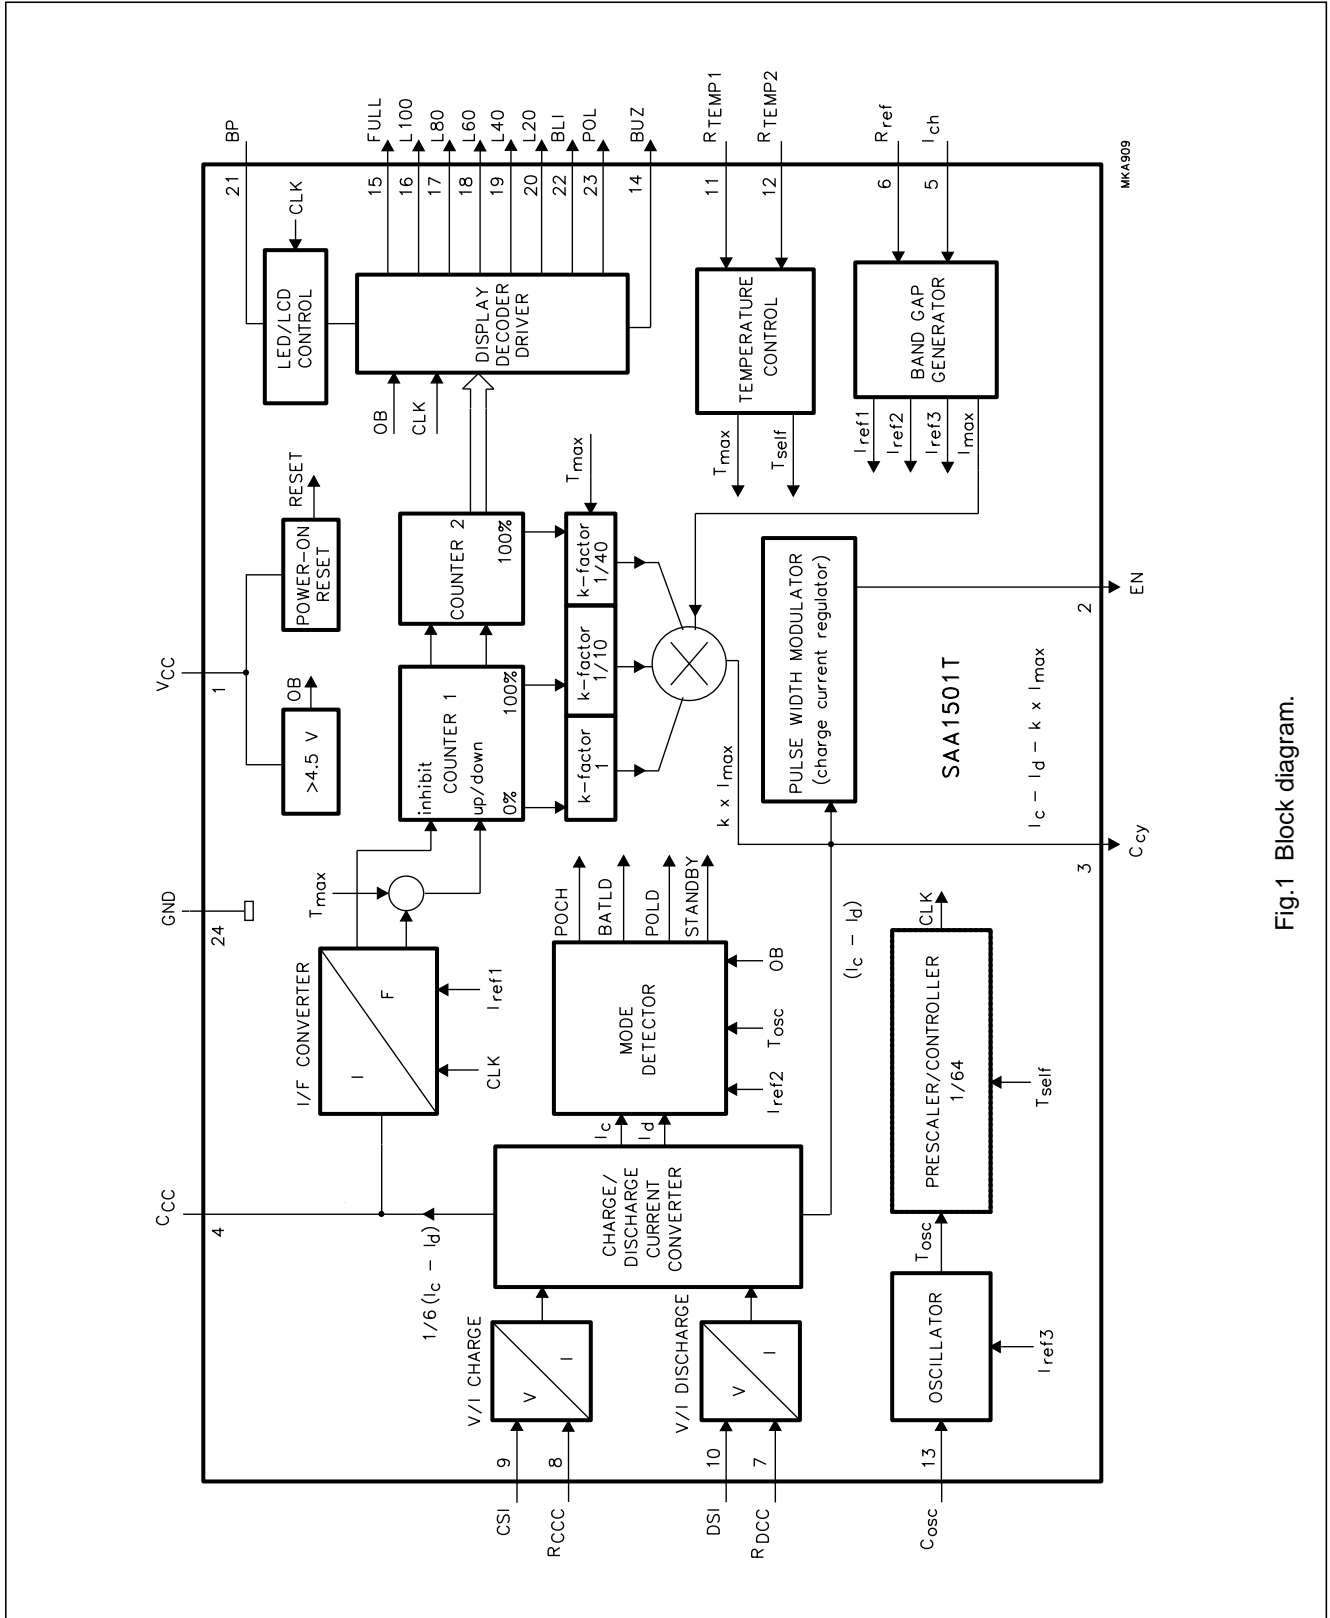 VCC
1
GND
24
CCC
4
BP
21
>4.5 V
OB
POWER-ON
RESET
RESET
LED/LCD
CONTROL
CLK
I/F CONVERTER
I
F
CLK
Iref1
Tmax
inhibit
COUNTER 1
up/down
0%
100%
COUNTER 2
100%
OB
CLK
DISPLAY
DECODER
DRIVER
15
FULL
16
L100
17
L80
18
L60
19
L40
20
L20
22
BLI
23
POL
14
BUZ
1/6 (Ic - Id)
V/I CHARGE
V
I
9
CSI
8
RCCC
V/I DISCHARGE
V
I
10
DSI
7
RDCC
CHARGE/
DISCHARGE
CURRENT
CONVERTER
Ic
Id
MODE
DETECTOR
Iref2
Tosc
OB
POCH
BATLD
POLD
STANDBY
k-factor
1
k-factor
1/10
k-factor
1/40
Tmax
k x Imax
TEMPERATURE
CONTROL
11
RTEMP1
12
RTEMP2
Tmax
Tself
PULSE WIDTH MODULATOR
(charge current regulator)
BAND GAP
GENERATOR
6
Rref
5
Ich
Iref1
Iref2
Iref3
Imax
(Ic - Id)
13
Cosc
OSCILLATOR
Iref3
Tosc
PRESCALER/CONTROLLER
1/64
Tself
CLK
SAA1501T
Ic - Id - k x Imax
3
Ccy
2
EN
MKA909
Fig.1 Block diagram.